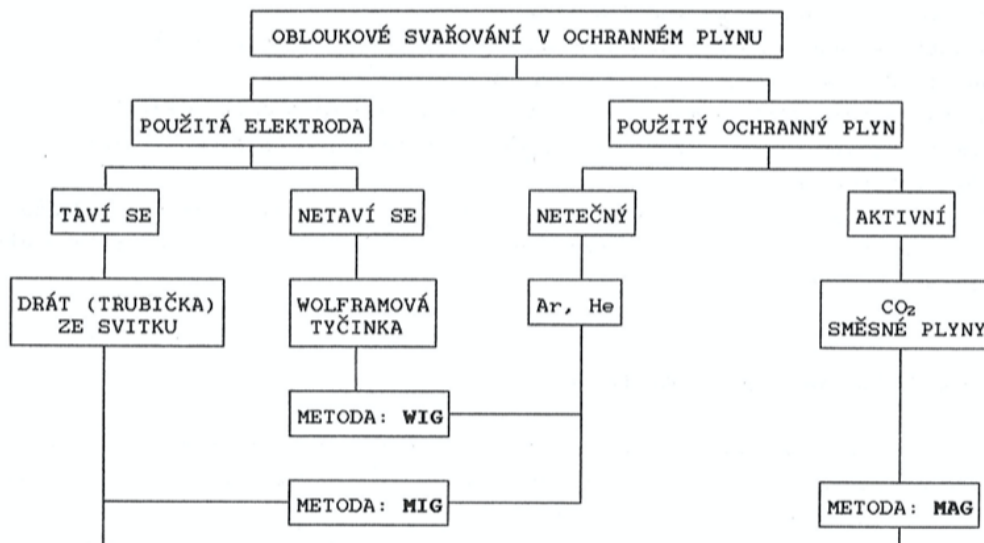 OBLOUKOVÉ SVAŘOVÁNÍ V OCHRANNÉM PLYNU
POUŽITÁ ELEKTRODA
POUŽITÝ OCHRANNÝ PLYN
TAVÍ SE
NETAVÍ SE
NETEČNÝ
AKTIVNÍ
DRÁT (TRUBIČKA)
ZE SVITKU
WOLFRAMOVÁ
TYČINKA
Ar, He
CO₂
SMĚSNÉ PLYNY
METODA: WIG
METODA: MIG
METODA: MAG